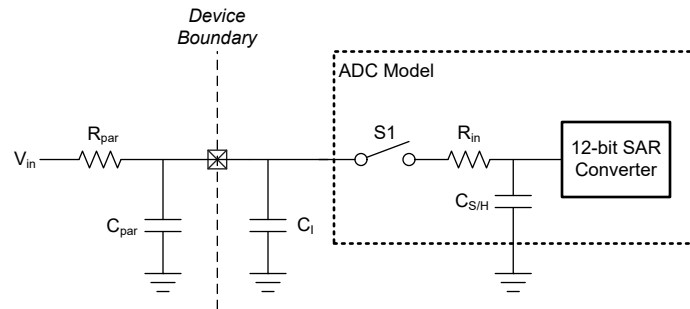 Device
Boundary
ADC Model
R_par
S1
R_in
V_in
12-bit SAR
Converter
C_par
C_I
C_S/H